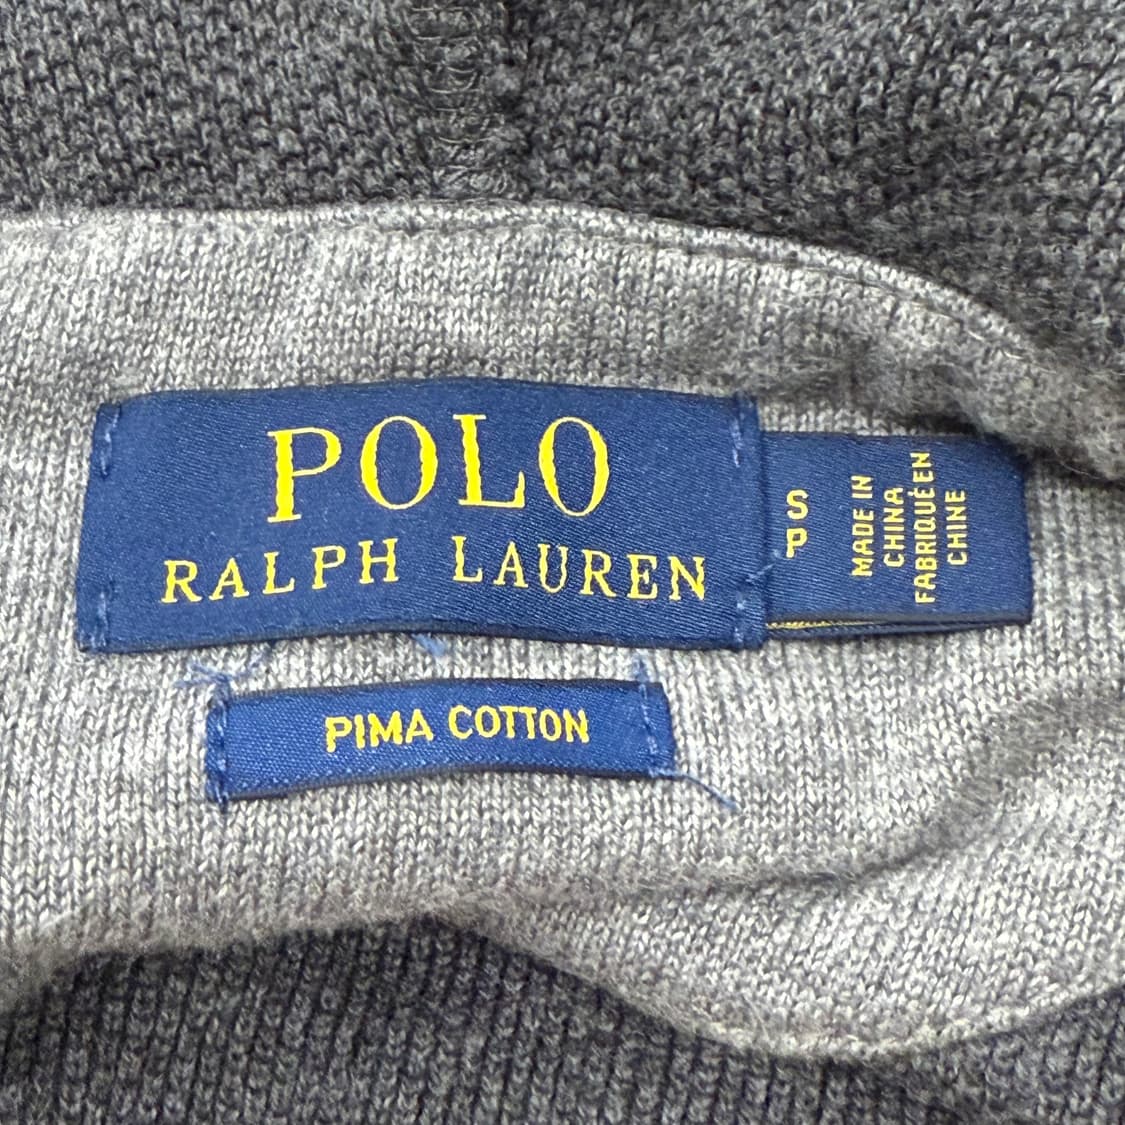 POLO
RALPH LAUREN
S
P
MADE IN
CHINA
FABRIQUÉ EN
CHINE
PIMA COTTON